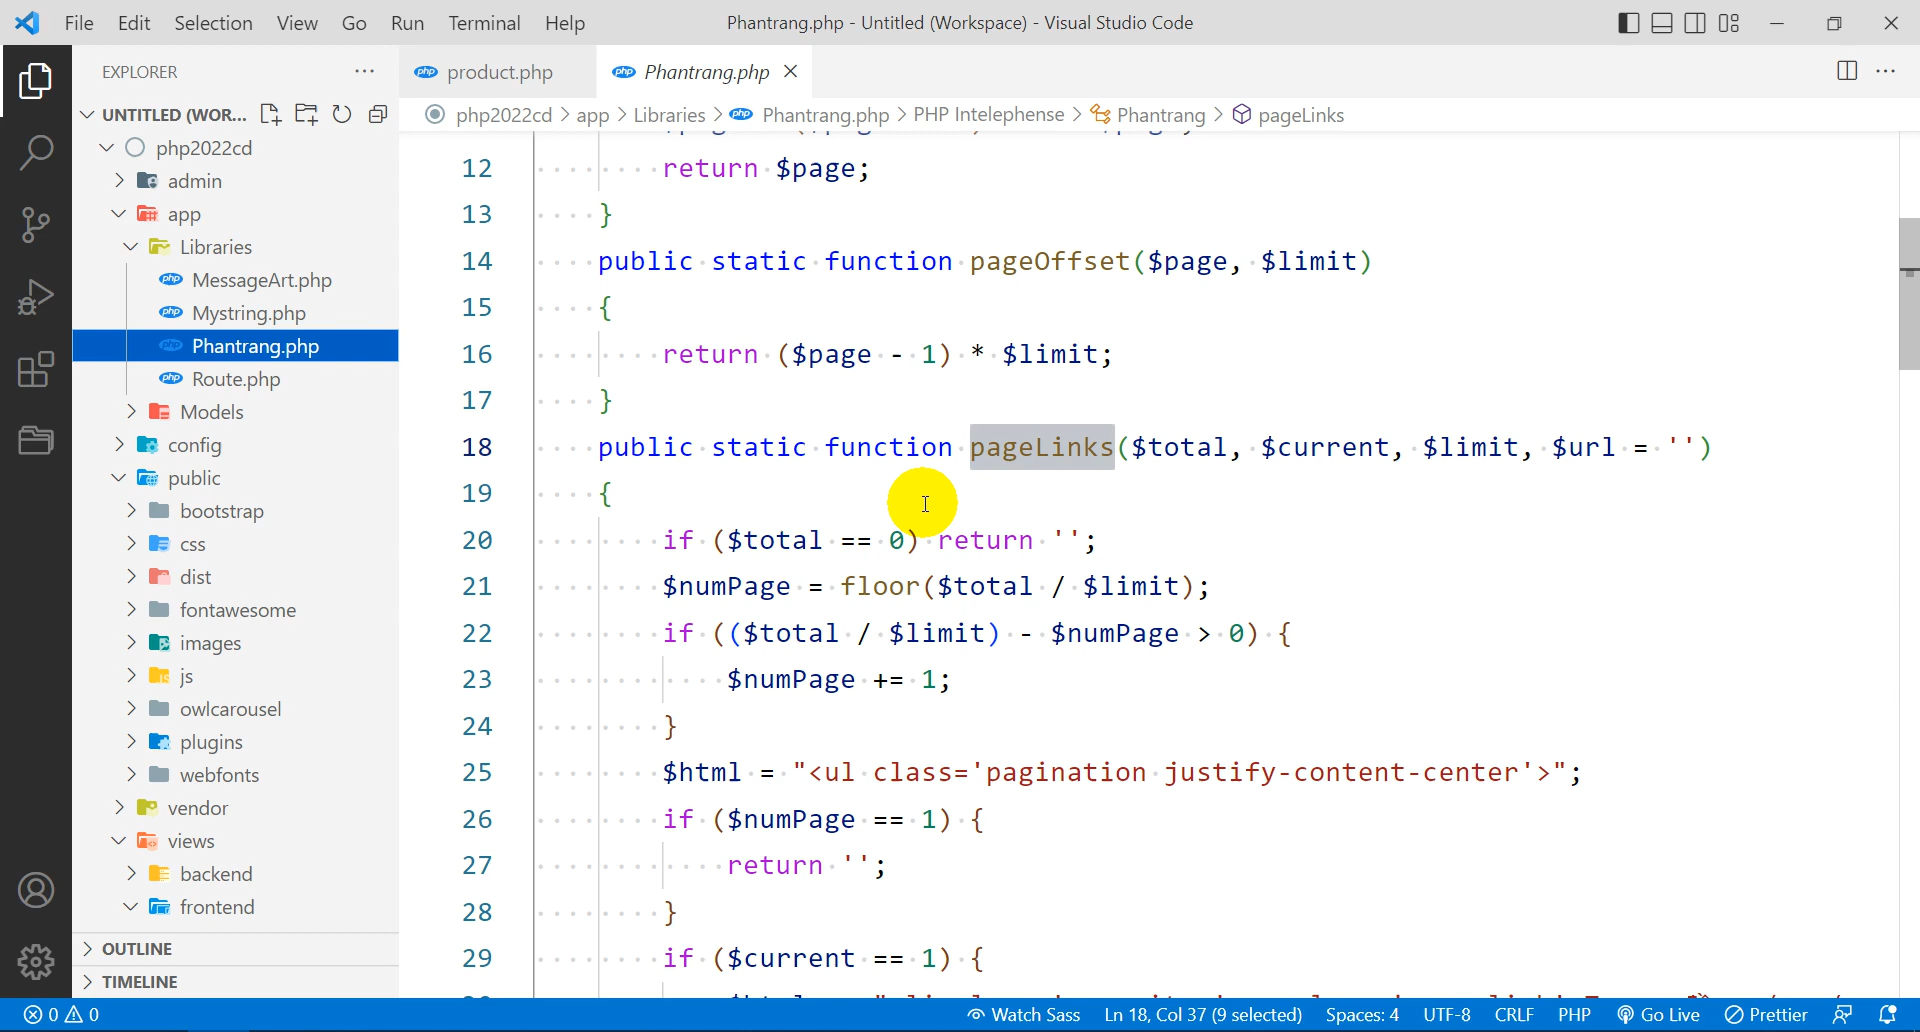 File Edit Selection View Go Run Terminal Help
Phantrang.php - Untitled (Workspace) - Visual Studio Code
EXPLORER
UNTITLED (WOR...
php2022cd
admin
app
Libraries
MessageArt.php
Mystring.php
Phantrang.php
Route.php
Models
config
public
bootstrap
css
dist
fontawesome
images
js
owlcarousel
plugins
webfonts
vendor
views
backend
frontend
OUTLINE
TIMELINE
product.php
Phantrang.php
php2022cd > app > Libraries > Phantrang.php > PHP Intelephense > Phantrang > pageLinks
12 return $page;
13 }
14 public static function pageOffset($page, $limit)
15 {
16 return ($page - 1) * $limit;
17 }
18 public static function pageLinks($total, $current, $limit, $url = '')
19 {
20 if ($total == 0) return '';
21 $numPage = floor($total / $limit);
22 if (($total / $limit) - $numPage > 0) {
23 $numPage += 1;
24 }
25 $html = "<ul class='pagination justify-content-center'>";
26 if ($numPage == 1) {
27 return '';
28 }
29 if ($current == 1) {
0 0
Watch Sass Ln 18, Col 37 (9 selected) Spaces: 4 UTF-8 CRLF PHP Go Live Prettier